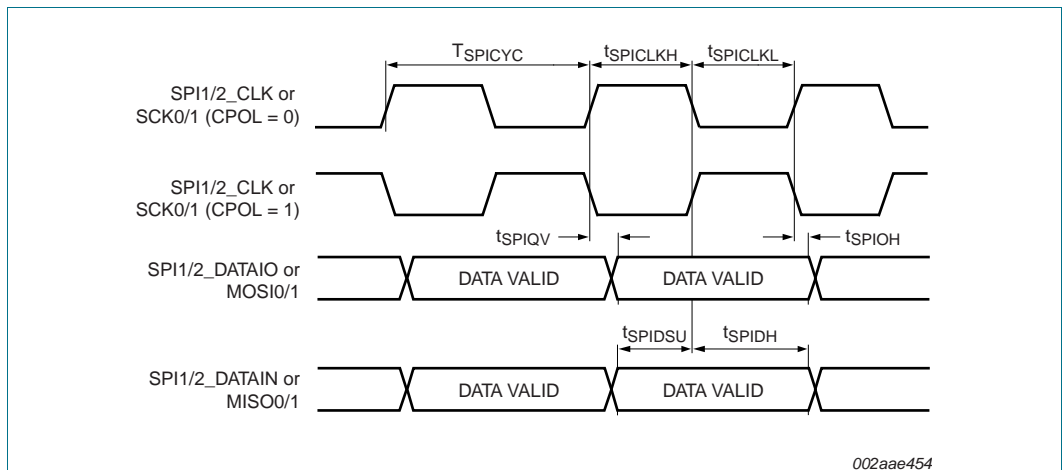 TSPICYC tSPICLKH tSPICLKL
SPI1/2_CLK or
SCK0/1 (CPOL = 0)
SPI1/2_CLK or
SCK0/1 (CPOL = 1)
tSPIQV tSPIOH
SPI1/2_DATAIO or
MOSI0/1
DATA VALID DATA VALID
tSPIDSU tSPIDH
SPI1/2_DATAIN or
MISO0/1
DATA VALID DATA VALID
002aae454